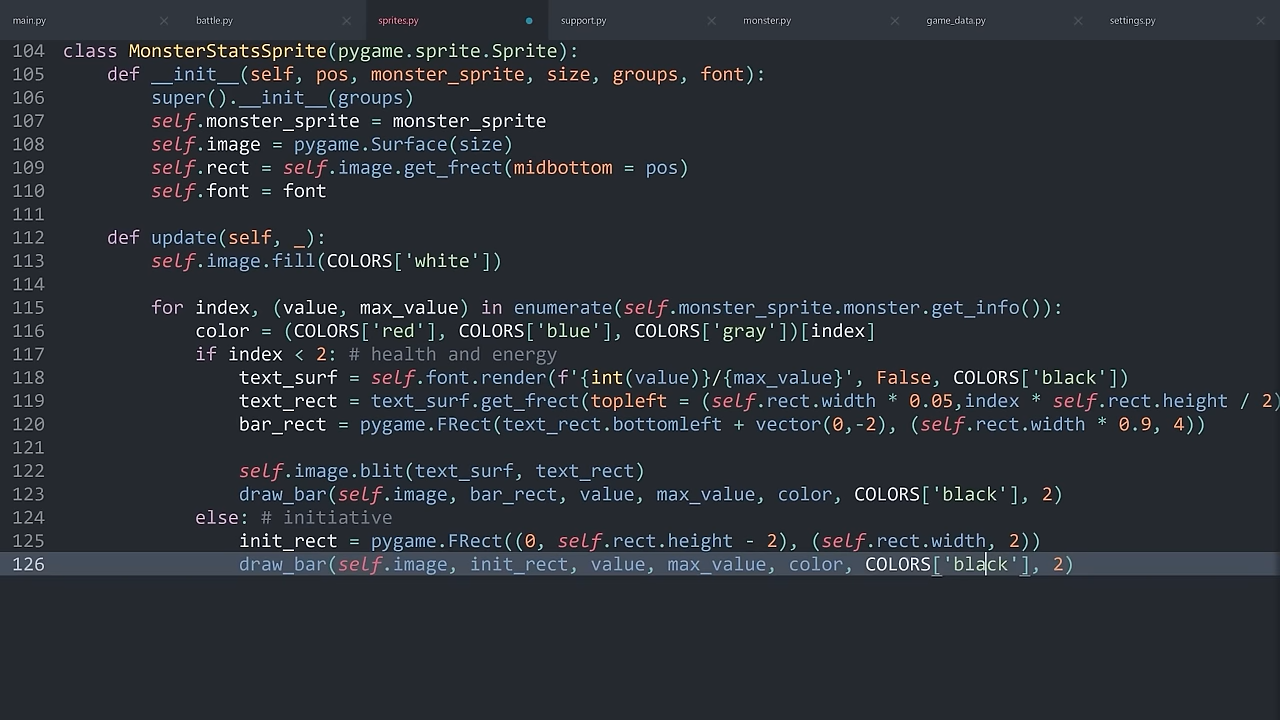 main.py battle.py sprites.py support.py monster.py game_data.py settings.py
104 class MonsterStatsSprite(pygame.sprite.Sprite):
105     def __init__(self, pos, monster_sprite, size, groups, font):
106         super().__init__(groups)
107         self.monster_sprite = monster_sprite
108         self.image = pygame.Surface(size)
109         self.rect = self.image.get_frect(midbottom = pos)
110         self.font = font
111
112     def update(self, _):
113         self.image.fill(COLORS['white'])
114
115         for index, (value, max_value) in enumerate(self.monster_sprite.monster.get_info()):
116             color = (COLORS['red'], COLORS['blue'], COLORS['gray'])[index]
117             if index < 2: # health and energy
118                 text_surf = self.font.render(f'{int(value)}/{max_value}', False, COLORS['black'])
119                 text_rect = text_surf.get_frect(topleft = (self.rect.width * 0.05,index * self.rect.height / 2)
120                 bar_rect = pygame.FRect(text_rect.bottomleft + vector(0,-2), (self.rect.width * 0.9, 4))
121
122                 self.image.blit(text_surf, text_rect)
123                 draw_bar(self.image, bar_rect, value, max_value, color, COLORS['black'], 2)
124             else: # initiative
125                 init_rect = pygame.FRect((0, self.rect.height - 2), (self.rect.width, 2))
126                 draw_bar(self.image, init_rect, value, max_value, color, COLORS['black'], 2)